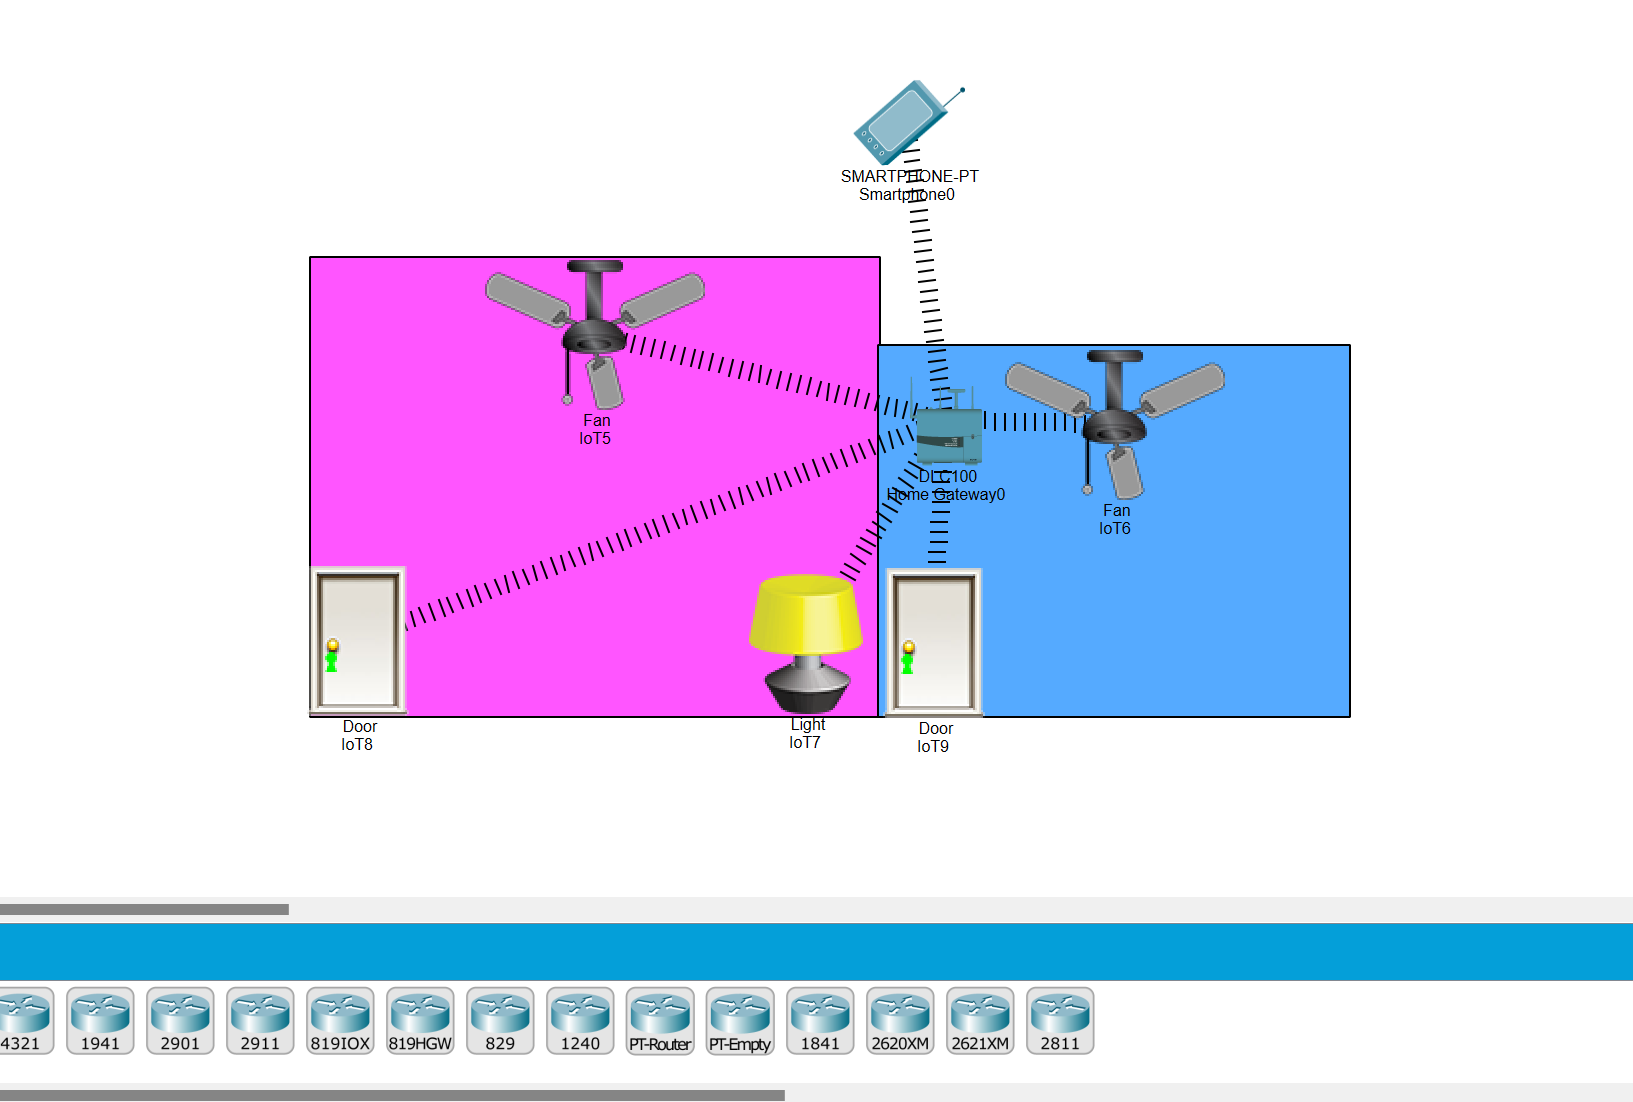 SMARTPHONE-PT
Smartphone0
Fan
IoT5
DLC100
Home Gateway0
Fan
IoT6
Door
IoT8
Light
IoT7
Door
IoT9
4321
1941
2901
2911
819IOX
819HGW
829
1240
PT-Router
PT-Empty
1841
2620XM
2621XM
2811